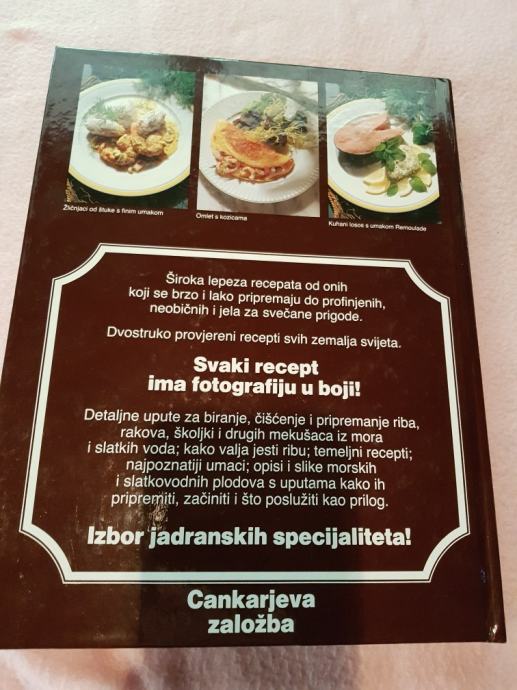 Žličnjaci od štuke s finim umakom
Omlet s kozicama
Kuhani losos s umakom Remoulade
Široka lepeza recepata od onih
koji se brzo i lako pripremaju do profinjenih,
neobičnih i jela za svečane prigode.
Dvostruko provjereni recepti svih zemalja svijeta.
Svaki recept
ima fotografiju u boji!
Detaljne upute za biranje, čišćenje i pripremanje riba,
rakova, školjki i drugih mekušaca iz mora
i slatkih voda; kako valja jesti ribu; temeljni recepti;
najpoznatiji umaci; opisi i slike morskih
i slatkovodnih plodova s uputama kako ih
pripremiti, začiniti i što poslužiti kao prilog.
Izbor jadranskih specijaliteta!
Cankarjeva
založba